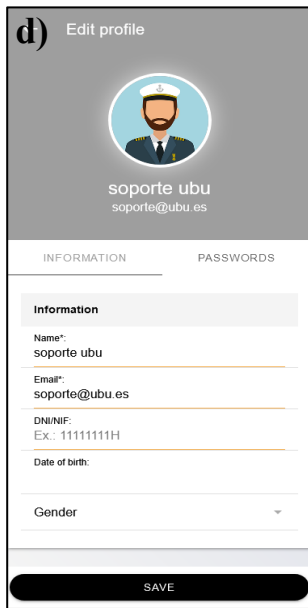 d) Edit profile
soporte ubu
soporte@ubu.es
INFORMATION PASSWORDS
Information
Name*:
soporte ubu
Email*:
soporte@ubu.es
DNI/NIF:
Ex.: 11111111H
Date of birth:
Gender
SAVE